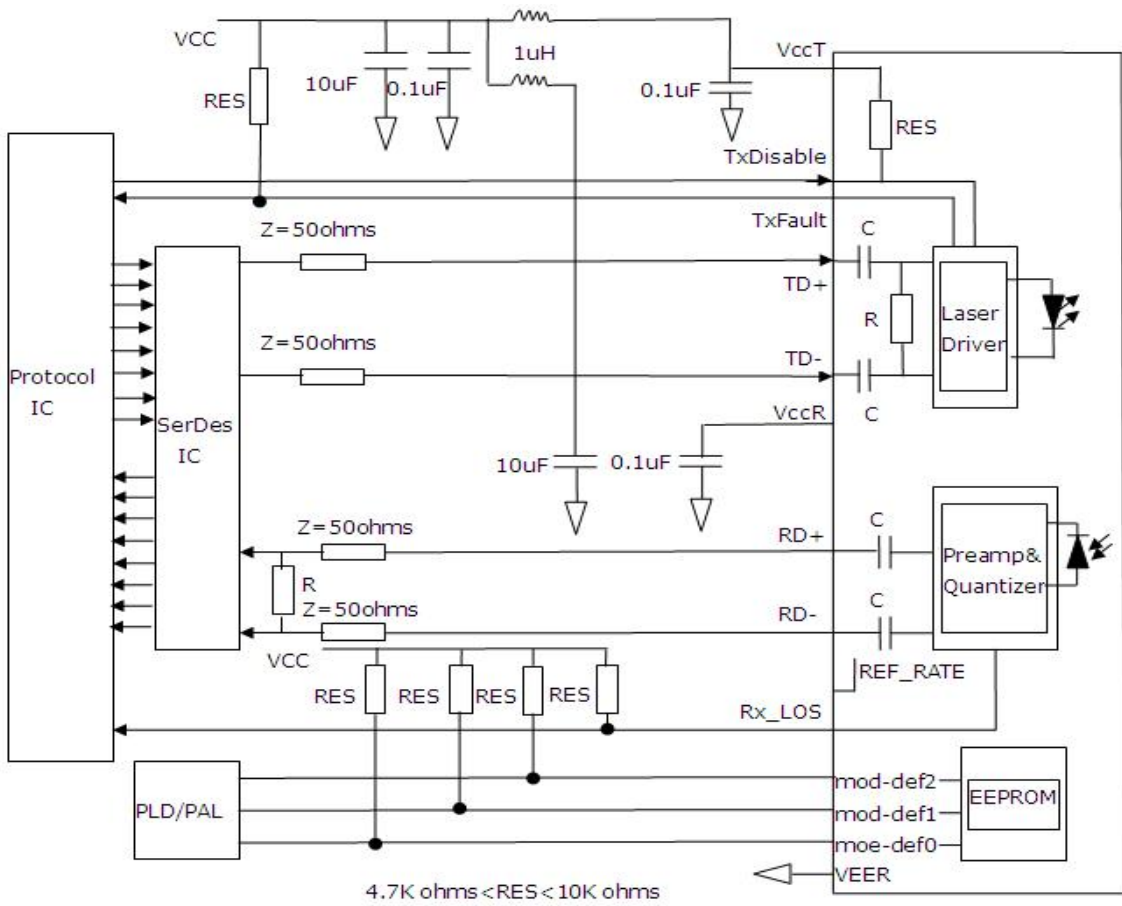 VCC
1uH
VccT
10uF
0.1uF
0.1uF
RES
RES
TxDisable
TxFault
Z=50ohms
C
TD+
R
Laser
Driver
Z=50ohms
TD-
C
Protocol
IC
SerDes
IC
VccR
10uF
0.1uF
Z=50ohms
RD+
C
Preamp&
Quantizer
R
Z=50ohms
RD-
C
VCC
REF_RATE
RES
RES
RES
RES
Rx_LOS
PLD/PAL
mod-def2
mod-def1
moe-def0
EEPROM
VEER
4.7K ohms<RES<10K ohms